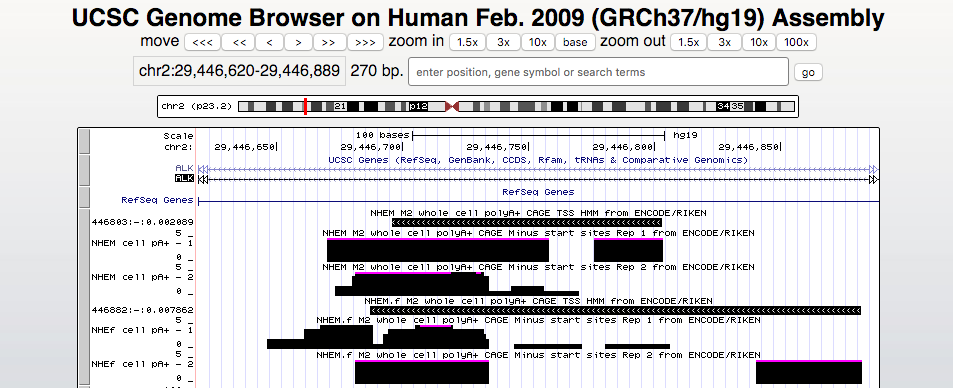 UCSC Genome Browser on Human Feb. 2009 (GRCh37/hg19) Assembly
move <<< << < > >> >>> zoom in 1.5x 3x 10x base zoom out 1.5x 3x 10x 100x
chr2:29,446,620-29,446,889 270 bp. enter position, gene symbol or search terms go
chr2 (p23.2) 21 p12 34 35
Scale 100 bases hg19
chr2: 29,446,650 29,446,700 29,446,750 29,446,800 29,446,850
UCSC Genes (RefSeq, GenBank, CCDS, Rfam, tRNAs & Comparative Genomics)
ALK
ALK
RefSeq Genes
RefSeq Genes
NHEM M2 whole cell polyA+ CAGE TSS HMM from ENCODE/RIKEN
446803:-:0.002089
NHEM M2 whole cell polyA+ CAGE Minus start sites Rep 1 from ENCODE/RIKEN
5 _
NHEM cell pA+ - 1
0 _
NHEM M2 whole cell polyA+ CAGE Minus start sites Rep 2 from ENCODE/RIKEN
5 _
NHEM cell pA+ - 2
0 _
NHEM.f M2 whole cell polyA+ CAGE TSS HMM from ENCODE/RIKEN
446882:-:0.007862
NHEM.f M2 whole cell polyA+ CAGE Minus start sites Rep 1 from ENCODE/RIKEN
5 _
NHEf cell pA+ - 1
0 _
NHEM.f M2 whole cell polyA+ CAGE Minus start sites Rep 2 from ENCODE/RIKEN
5 _
NHEf cell pA+ - 2
0 _